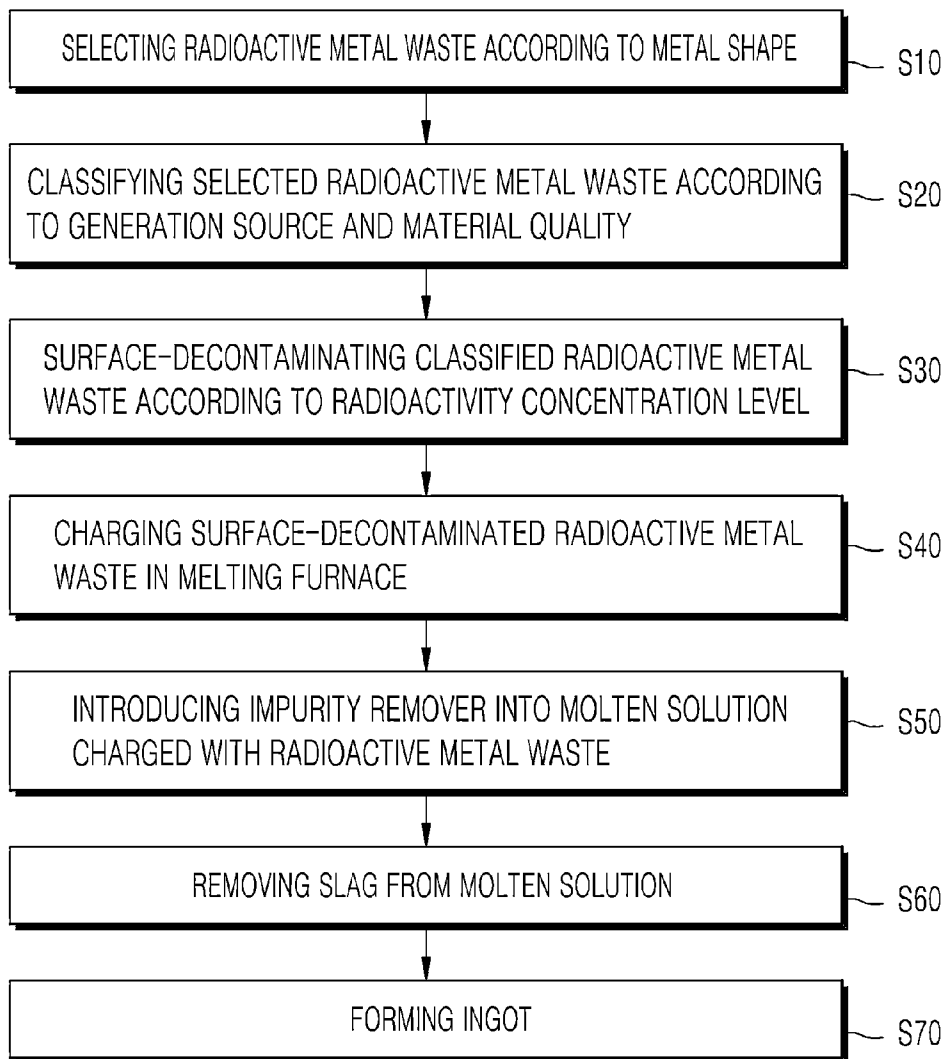 SELECTING RADIOACTIVE METAL WASTE ACCORDING TO METAL SHAPE
S10
CLASSIFYING SELECTED RADIOACTIVE METAL WASTE ACCORDING
TO GENERATION SOURCE AND MATERIAL QUALITY
S20
SURFACE-DECONTAMINATING CLASSIFIED RADIOACTIVE METAL
WASTE ACCORDING TO RADIOACTIVITY CONCENTRATION LEVEL
S30
CHARGING SURFACE-DECONTAMINATED RADIOACTIVE METAL
WASTE IN MELTING FURNACE
S40
INTRODUCING IMPURITY REMOVER INTO MOLTEN SOLUTION
CHARGED WITH RADIOACTIVE METAL WASTE
S50
REMOVING SLAG FROM MOLTEN SOLUTION
S60
FORMING INGOT
S70